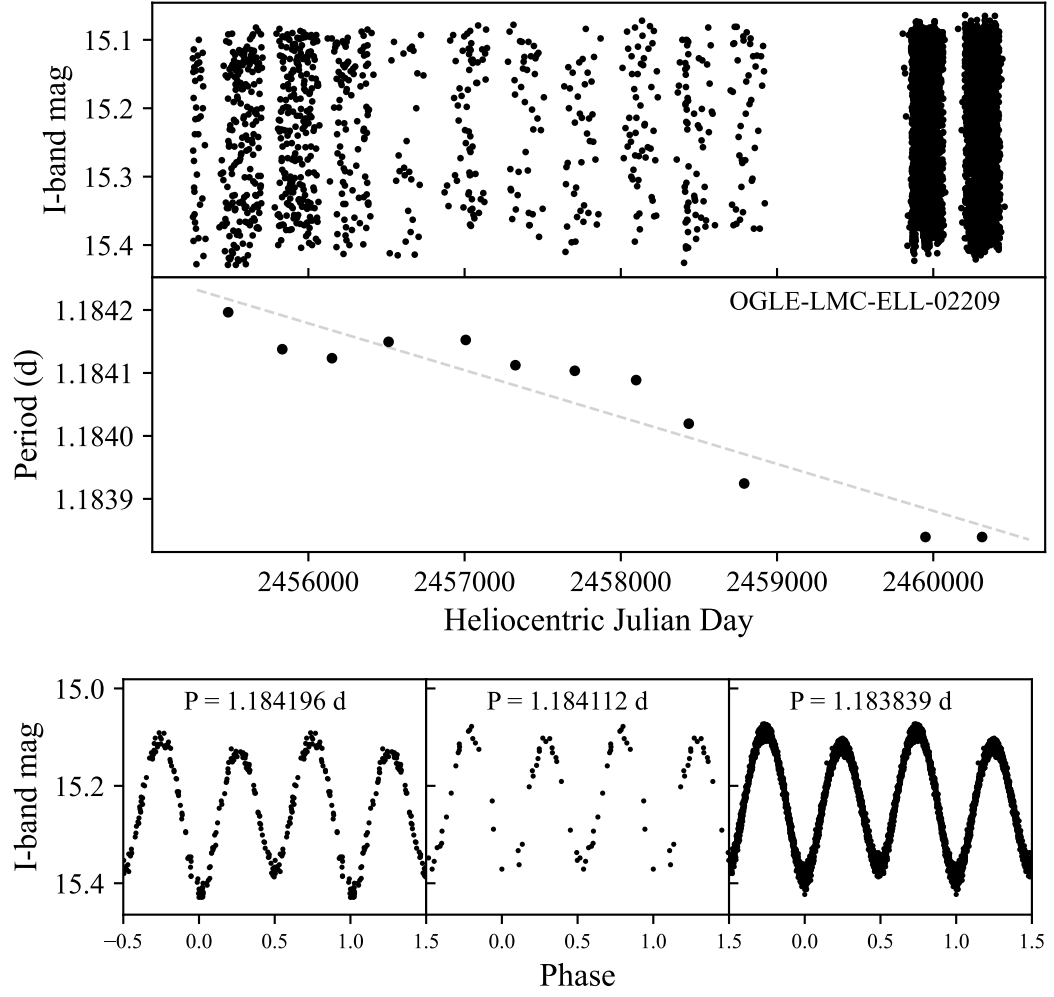 I-band mag
15.1
15.2
15.3
15.4
OGLE-LMC-ELL-02209
Period (d)
1.1842
1.1841
1.1840
1.1839
2456000 2457000 2458000 2459000 2460000
Heliocentric Julian Day
I-band mag
15.0
15.2
15.4
P = 1.184196 d P = 1.184112 d P = 1.183839 d
−0.5 0.0 0.5 1.0 1.5 0.0 0.5 1.0 1.5 0.0 0.5 1.0 1.5
Phase